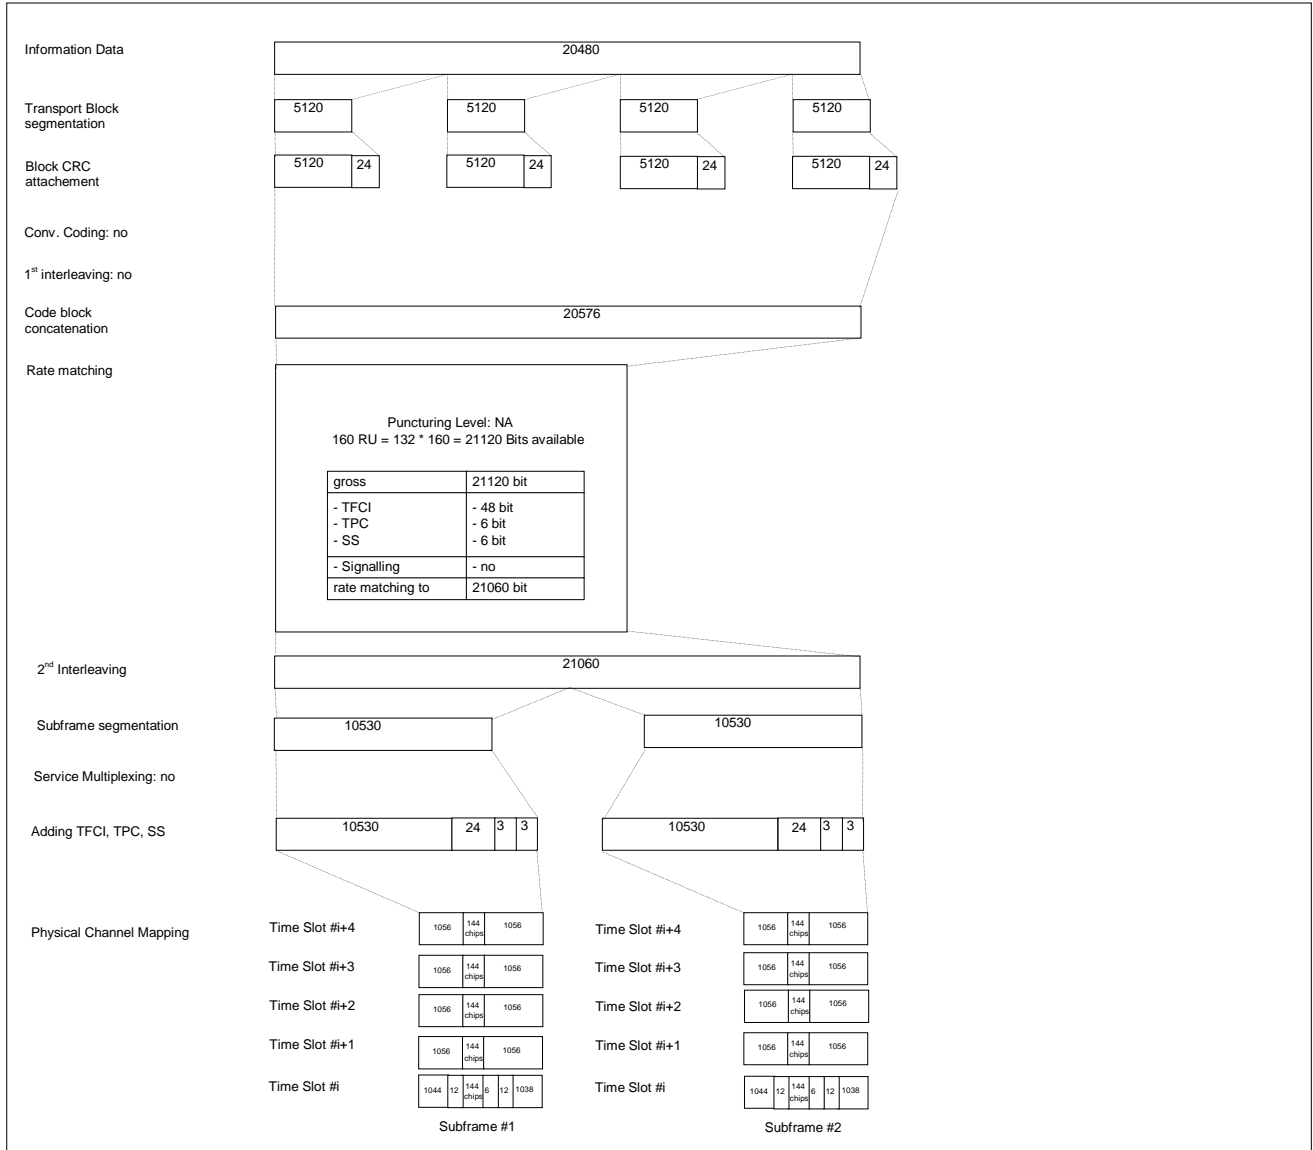 Information Data
20480
Transport Block
segmentation
5120 5120 5120 5120
Block CRC
attachement
5120 24 5120 24 5120 24 5120 24
Conv. Coding: no
1st interleaving: no
Code block
concatenation
20576
Rate matching
Puncturing Level: NA
160 RU = 132 * 160 = 21120 Bits available
gross 21120 bit
- TFCI - 48 bit
- TPC - 6 bit
- SS - 6 bit
- Signalling - no
rate matching to 21060 bit
2nd Interleaving
21060
Subframe segmentation
10530 10530
Service Multiplexing: no
Adding TFCI, TPC, SS
10530 24 3 3 10530 24 3 3
Physical Channel Mapping
Time Slot #i+4 1056 144 chips 1056 Time Slot #i+4 1056 144 chips 1056
Time Slot #i+3 1056 144 chips 1056 Time Slot #i+3 1056 144 chips 1056
Time Slot #i+2 1056 144 chips 1056 Time Slot #i+2 1056 144 chips 1056
Time Slot #i+1 1056 144 chips 1056 Time Slot #i+1 1056 144 chips 1056
Time Slot #i 1044 12 144 chips 6 12 1038 Time Slot #i 1044 12 144 chips 6 12 1038
Subframe #1 Subframe #2